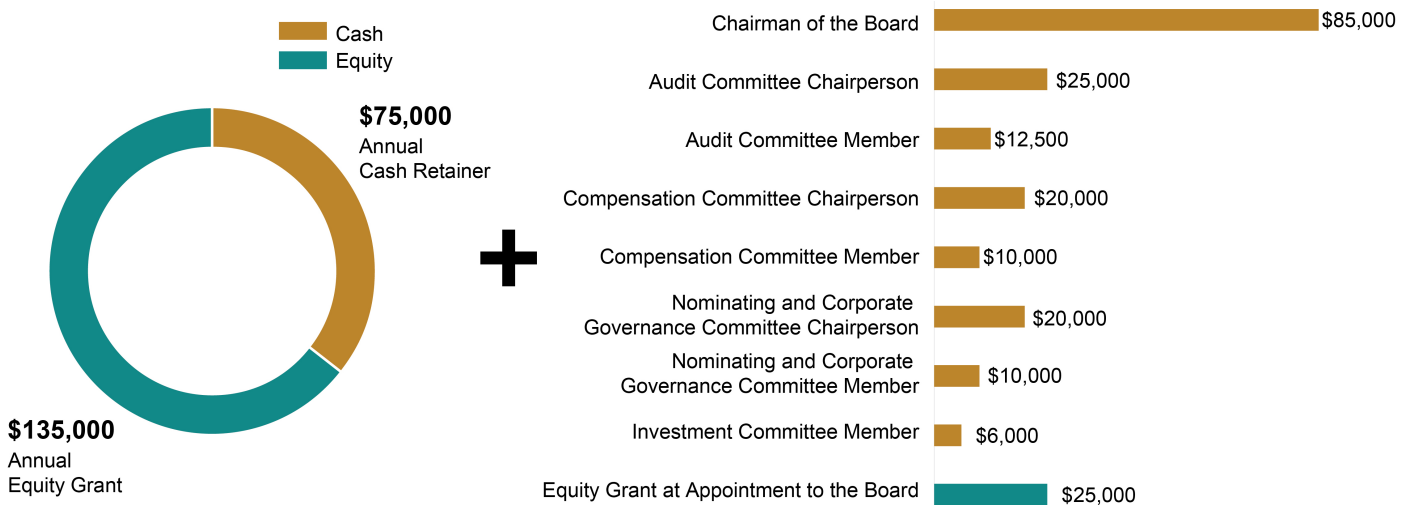 Cash
Equity
$75,000
Annual
Cash Retainer
$135,000
Annual
Equity Grant
+
Chairman of the Board
$85,000
Audit Committee Chairperson
$25,000
Audit Committee Member
$12,500
Compensation Committee Chairperson
$20,000
Compensation Committee Member
$10,000
Nominating and Corporate
Governance Committee Chairperson
$20,000
Nominating and Corporate
Governance Committee Member
$10,000
Investment Committee Member
$6,000
Equity Grant at Appointment to the Board
$25,000